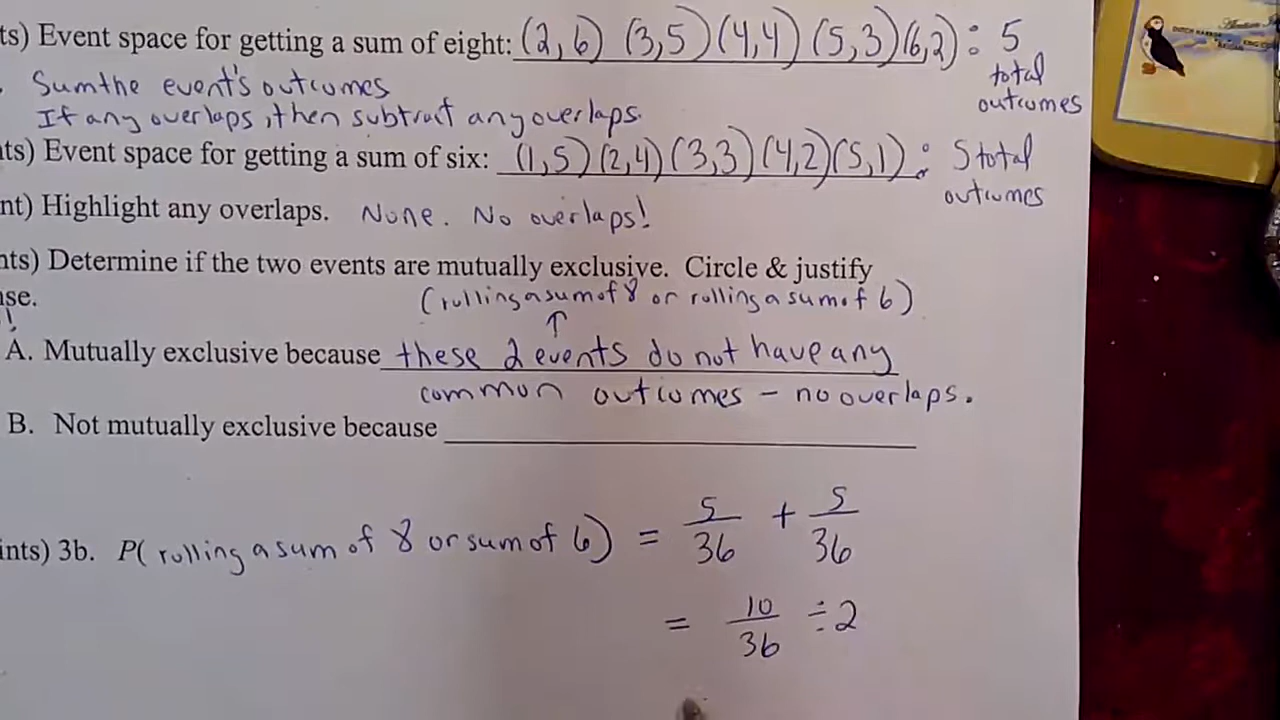 ts) Event space for getting a sum of eight: (2,6) (3,5) (4,4) (5,3) (6,2) : 5
total
outcomes
Sum the event's outcomes
If any overlaps, then subtract any overlaps.
nts) Event space for getting a sum of six: (1,5) (2,4) (3,3) (4,2) (5,1) : 5 total
outcomes
nt) Highlight any overlaps. None. No overlaps!
nts) Determine if the two events are mutually exclusive. Circle & justify
use.
(rolling a sum of 8 or rolling a sum of 6)
↑
A. Mutually exclusive because these 2 events do not have any
common outcomes – no overlaps.
B. Not mutually exclusive because
ints) 3b. P(rolling a sum of 8 or sum of 6) = 5/36 + 5/36
= 10/36 ÷ 2
DUTCH HARBOR
KING COVE